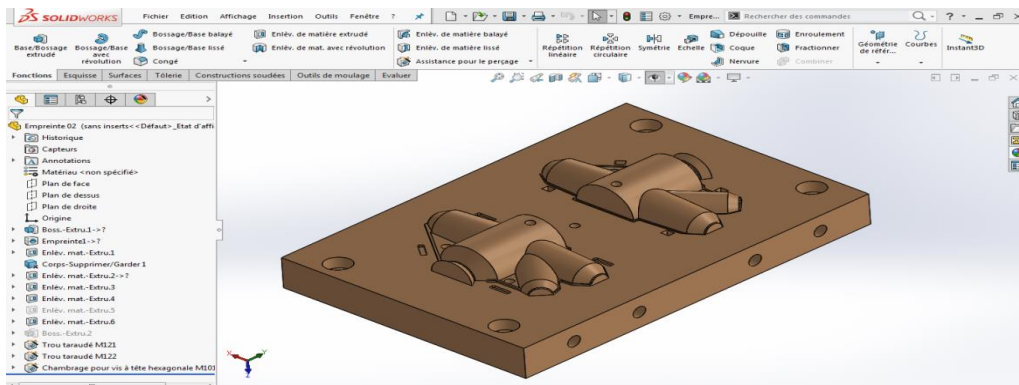 SOLIDWORKS Fichier Edition Affichage Insertion Outils Fenêtre ? Empre... Rechercher des commandes
Base/Bossage extrudé
Bossage/Base avec révolution
Bossage/Base balayé
Bossage/Base lissé
Congé
Enlèv. de matière extrudé
Enlèv. de mat. avec révolution
Enlèv. de matière balayé
Enlèv. de matière lissé
Assistance pour le perçage
Répétition linéaire
Répétition circulaire
Symétrie
Echelle
Dépouille
Coque
Nervure
Enroulement
Fractionner
Combiner
Géométrie de référ...
Courbes
Instant3D
Fonctions Esquisse Surfaces Tôlerie Constructions soudées Outils de moulage Evaluer
Empreinte 02 (sans inserts<<Défaut>_Etat d'affi
Historique
Capteurs
Annotations
Matériau <non spécifié>
Plan de face
Plan de dessus
Plan de droite
Origine
Boss.-Extru.1->?
Empreinte1->?
Enlèv. mat.-Extru.1
Corps-Supprimer/Garder 1
Enlèv. mat.-Extru.2->?
Enlèv. mat.-Extru.3
Enlèv. mat.-Extru.4
Enlèv. mat.-Extru.5
Enlèv. mat.-Extru.6
Boss.-Extru.2
Trou taraudé M121
Trou taraudé M122
Chambrage pour vis à tête hexagonale M101